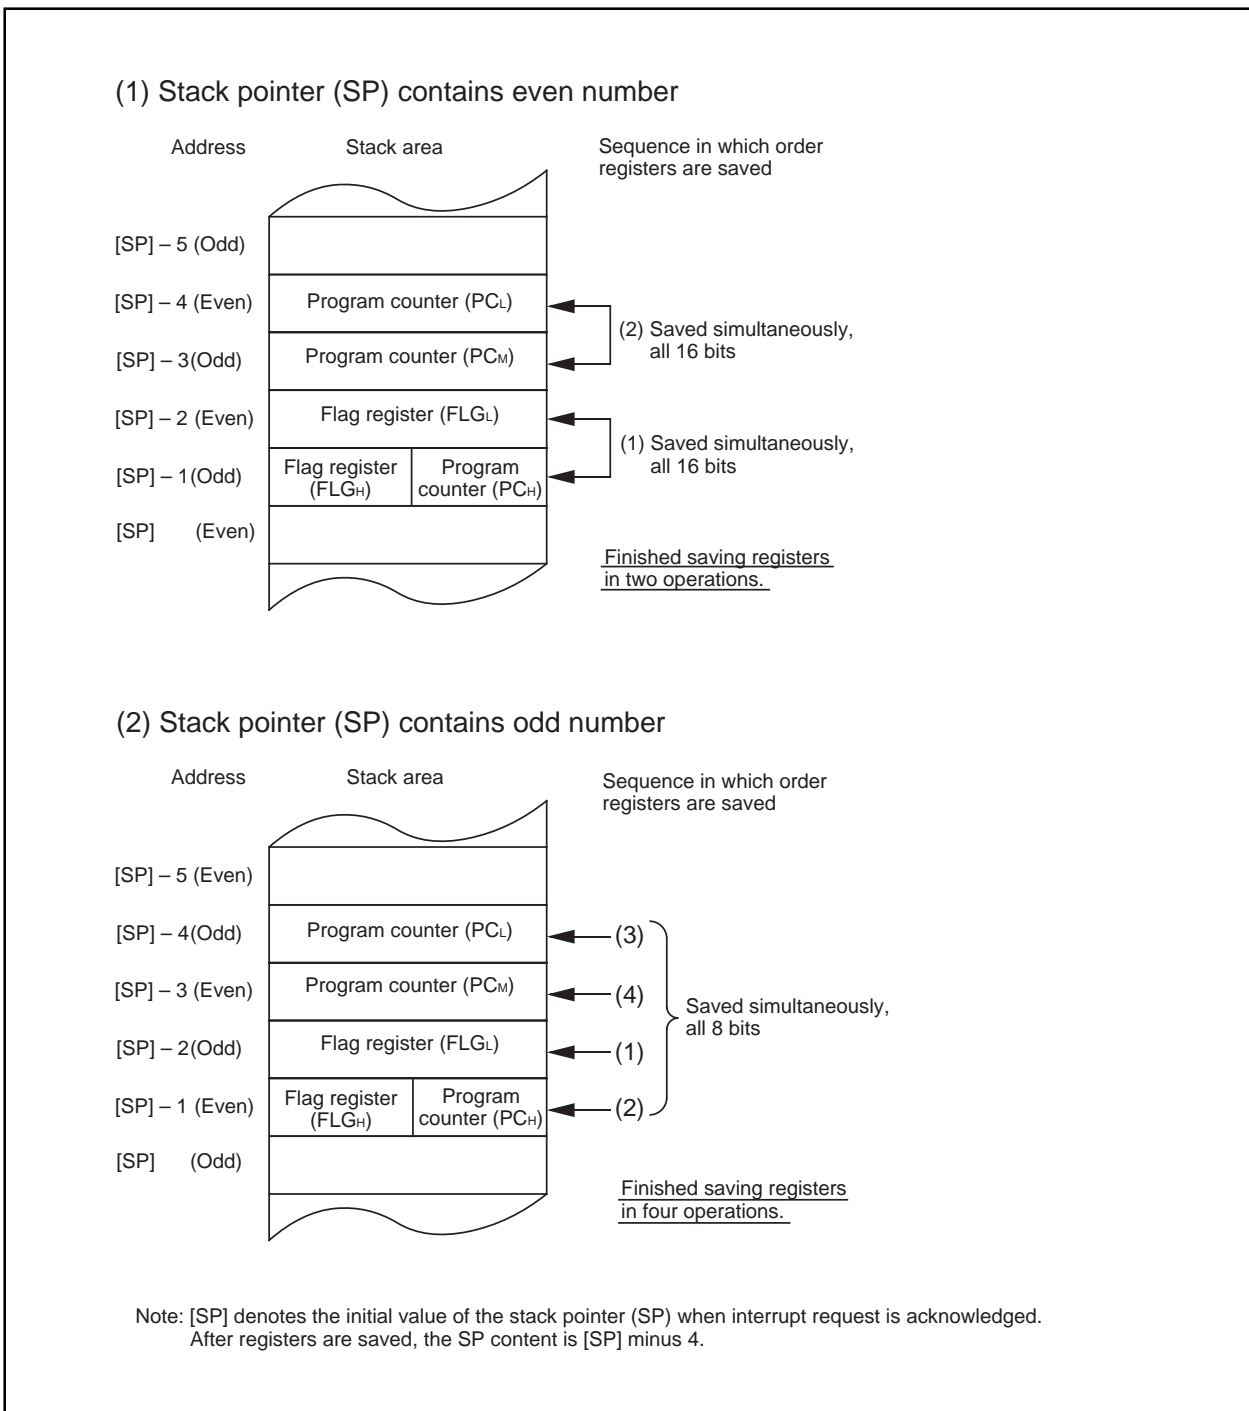 (1) Stack pointer (SP) contains even number
Address
Stack area
Sequence in which order
registers are saved
[SP] – 5 (Odd)
[SP] – 4 (Even)
Program counter (PCL)
[SP] – 3(Odd)
Program counter (PCM)
(2) Saved simultaneously,
all 16 bits
[SP] – 2 (Even)
Flag register (FLGL)
[SP] – 1(Odd)
Flag register
(FLGH)
Program
counter (PCH)
(1) Saved simultaneously,
all 16 bits
[SP] (Even)
Finished saving registers
in two operations.
(2) Stack pointer (SP) contains odd number
Address
Stack area
Sequence in which order
registers are saved
[SP] – 5 (Even)
[SP] – 4(Odd)
Program counter (PCL)
(3)
[SP] – 3 (Even)
Program counter (PCM)
(4)
[SP] – 2(Odd)
Flag register (FLGL)
(1)
[SP] – 1 (Even)
Flag register
(FLGH)
Program
counter (PCH)
(2)
Saved simultaneously,
all 8 bits
[SP] (Odd)
Finished saving registers
in four operations.
Note: [SP] denotes the initial value of the stack pointer (SP) when interrupt request is acknowledged.
After registers are saved, the SP content is [SP] minus 4.